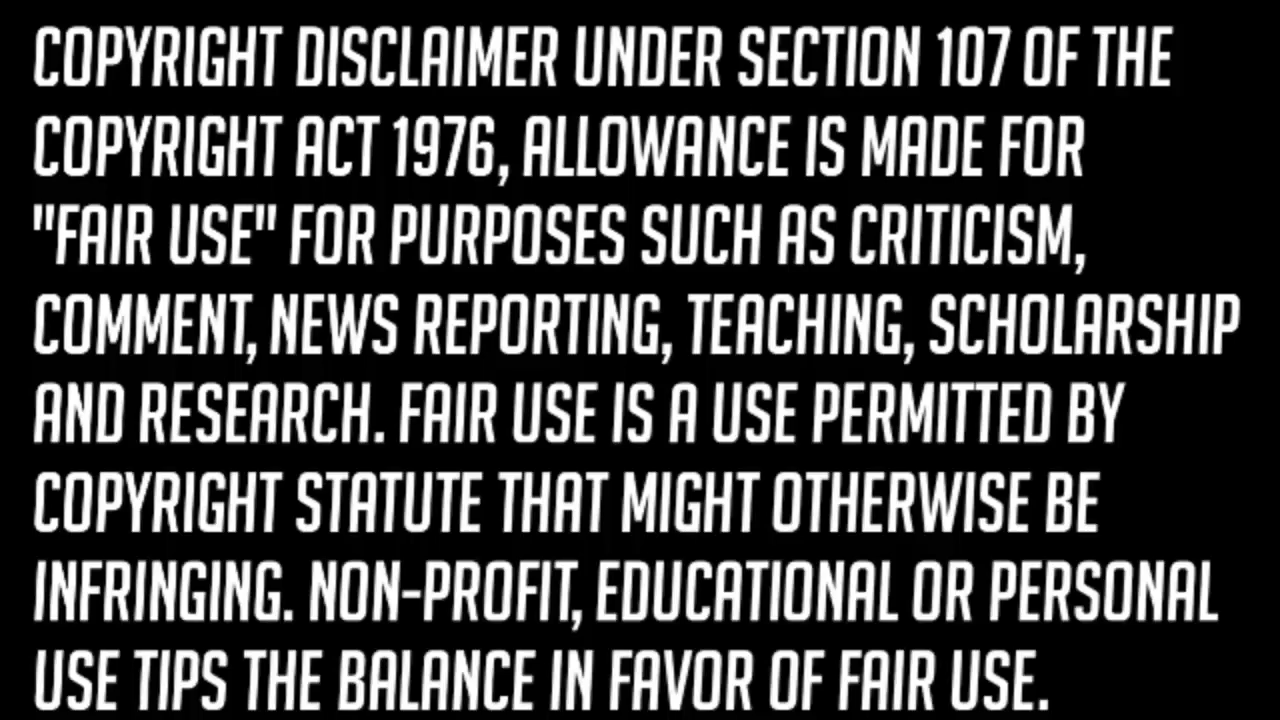 COPYRIGHT DISCLAIMER UNDER SECTION 107 OF THE
COPYRIGHT ACT 1976, ALLOWANCE IS MADE FOR
"FAIR USE" FOR PURPOSES SUCH AS CRITICISM,
COMMENT, NEWS REPORTING, TEACHING, SCHOLARSHIP
AND RESEARCH. FAIR USE IS A USE PERMITTED BY
COPYRIGHT STATUTE THAT MIGHT OTHERWISE BE
INFRINGING. NON-PROFIT, EDUCATIONAL OR PERSONAL
USE TIPS THE BALANCE IN FAVOR OF FAIR USE.